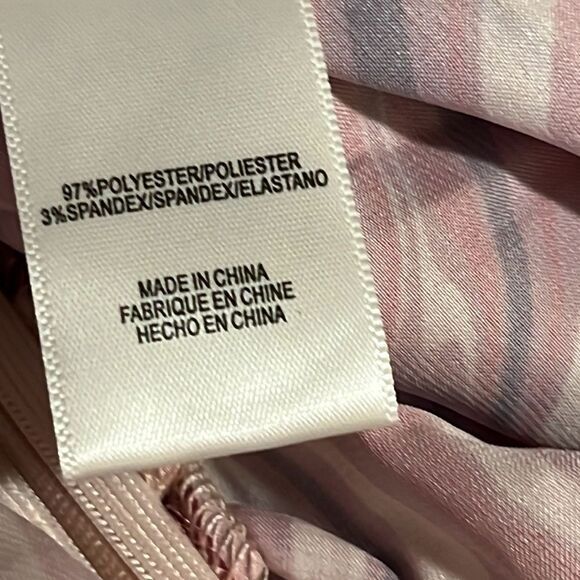 97%POLYESTER/POLIESTER
3%SPANDEX/SPANDEX/ELASTANO
MADE IN CHINA
FABRIQUE EN CHINE
HECHO EN CHINA